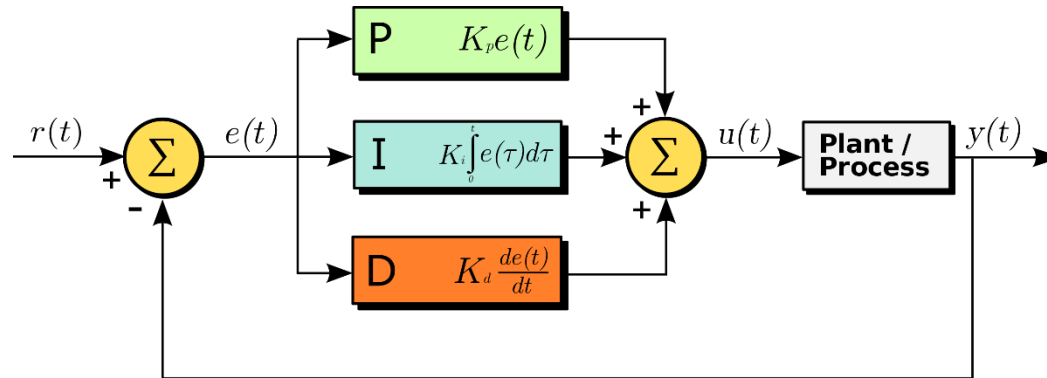 r(t)
+
-
Σ
e(t)
P K_p e(t)
I K_i ∫_0^t e(τ)dτ
D K_d de(t)/dt
+
+
+
Σ
u(t)
Plant /
Process
y(t)